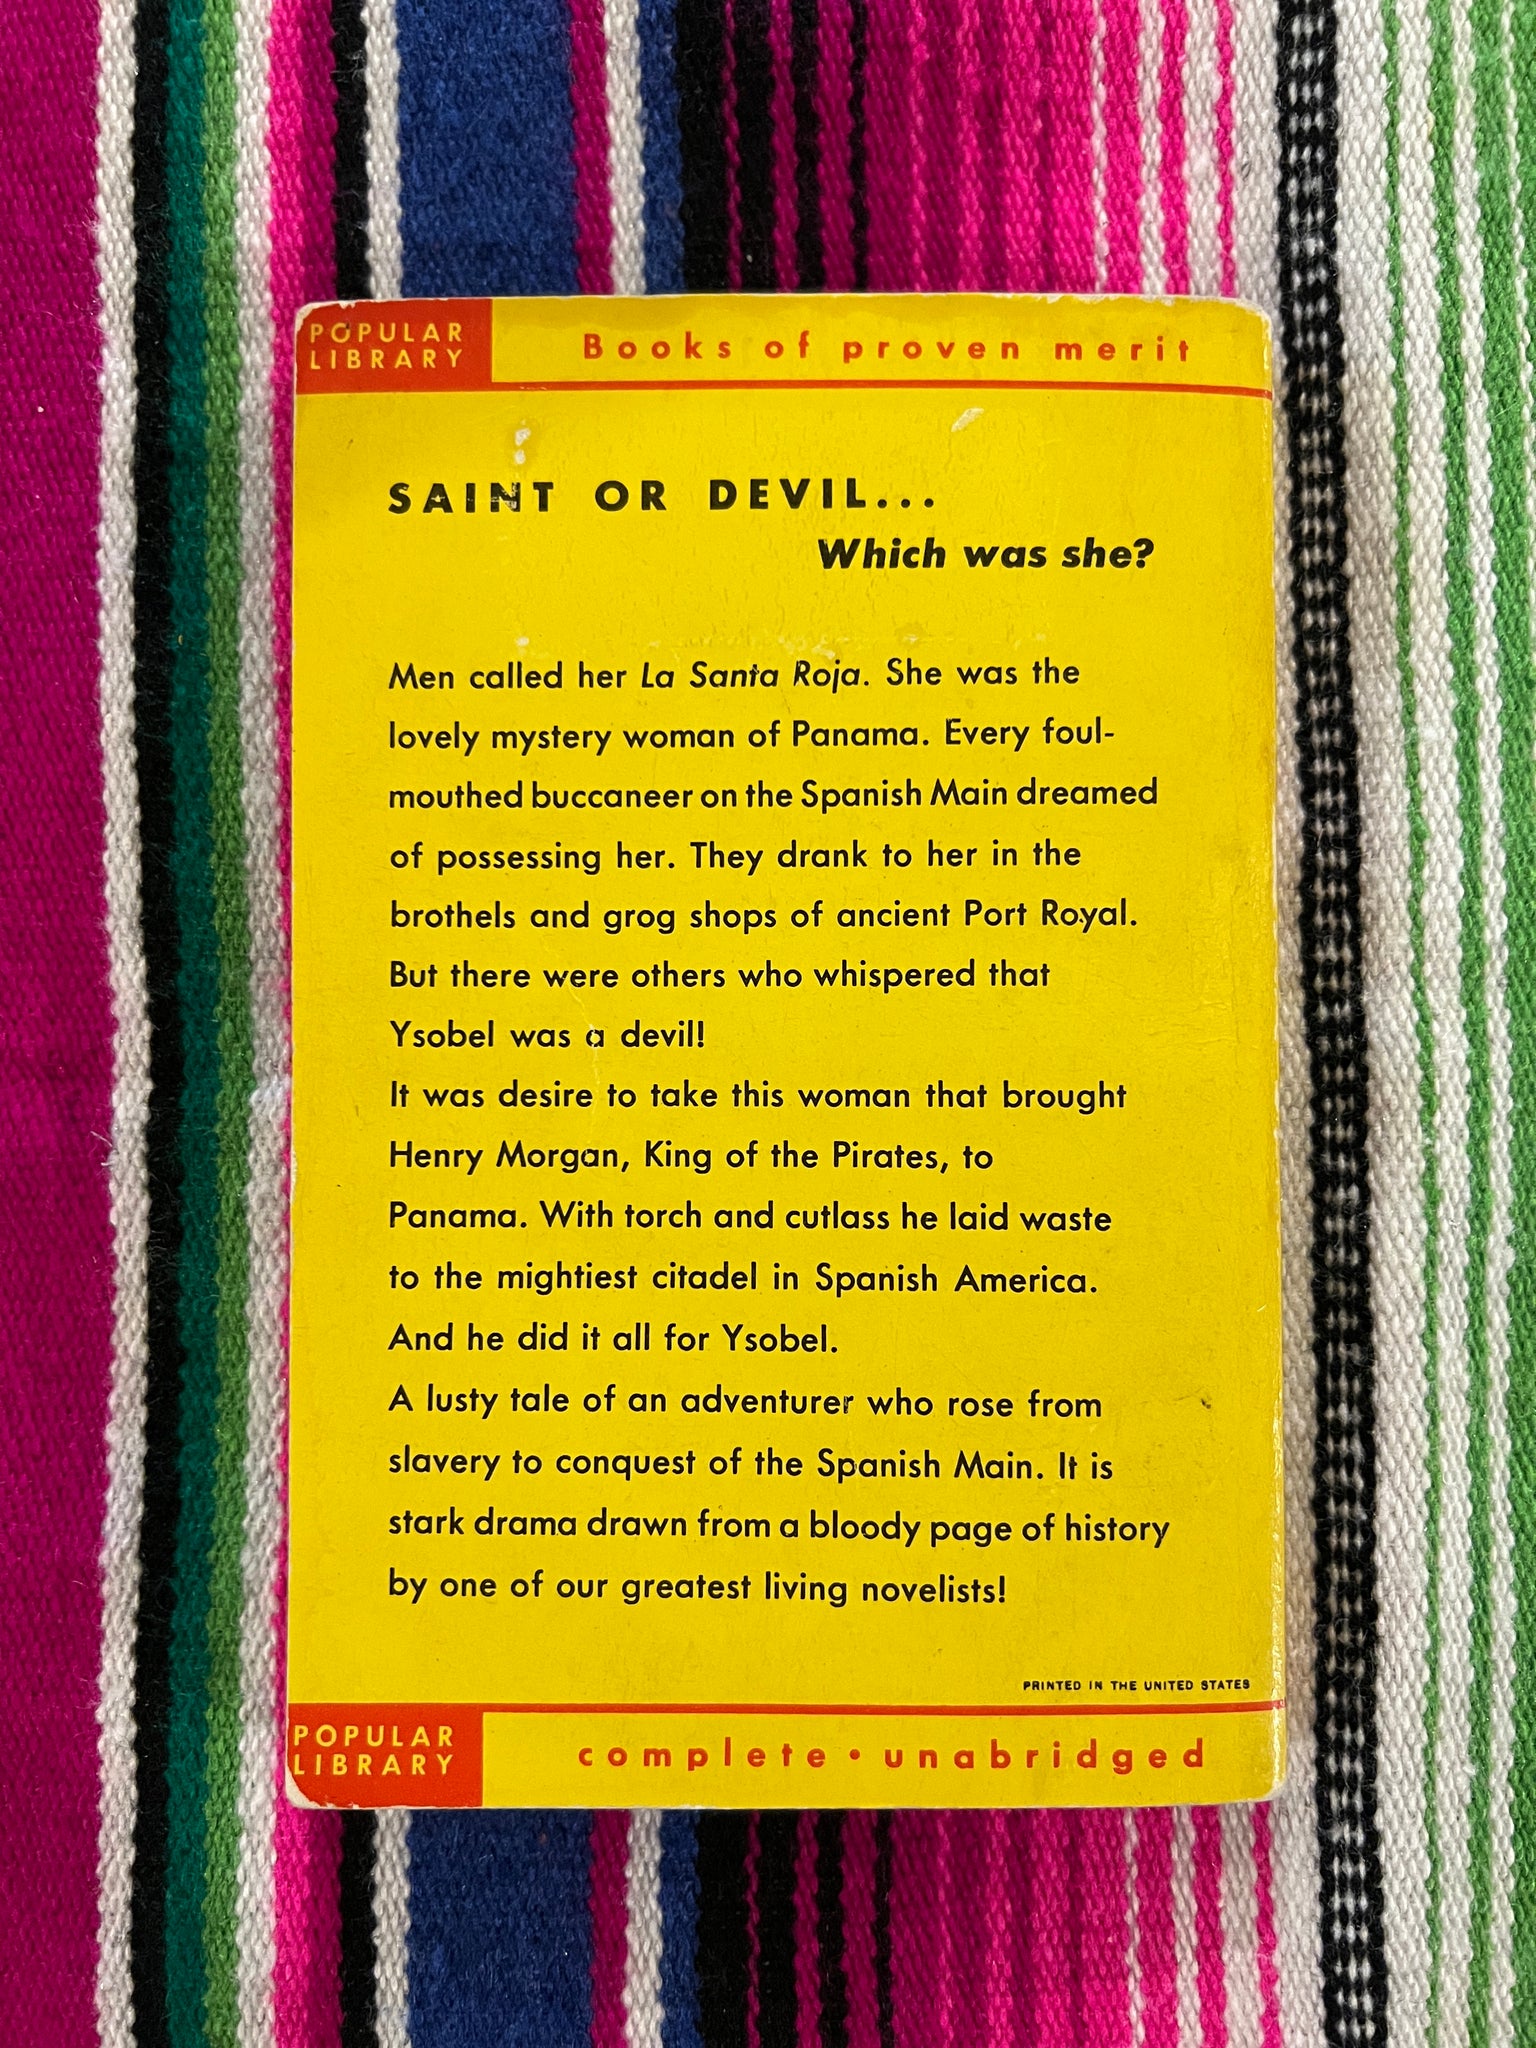 POPULAR
LIBRARY
Books of proven merit
SAINT OR DEVIL...
Which was she?
Men called her La Santa Roja. She was the
lovely mystery woman of Panama. Every foul-
mouthed buccaneer on the Spanish Main dreamed
of possessing her. They drank to her in the
brothels and grog shops of ancient Port Royal.
But there were others who whispered that
Ysobel was a devil!
It was desire to take this woman that brought
Henry Morgan, King of the Pirates, to
Panama. With torch and cutlass he laid waste
to the mightiest citadel in Spanish America.
And he did it all for Ysobel.
A lusty tale of an adventurer who rose from
slavery to conquest of the Spanish Main. It is
stark drama drawn from a bloody page of history
by one of our greatest living novelists!
PRINTED IN THE UNITED STATES
POPULAR
LIBRARY
complete • unabridged